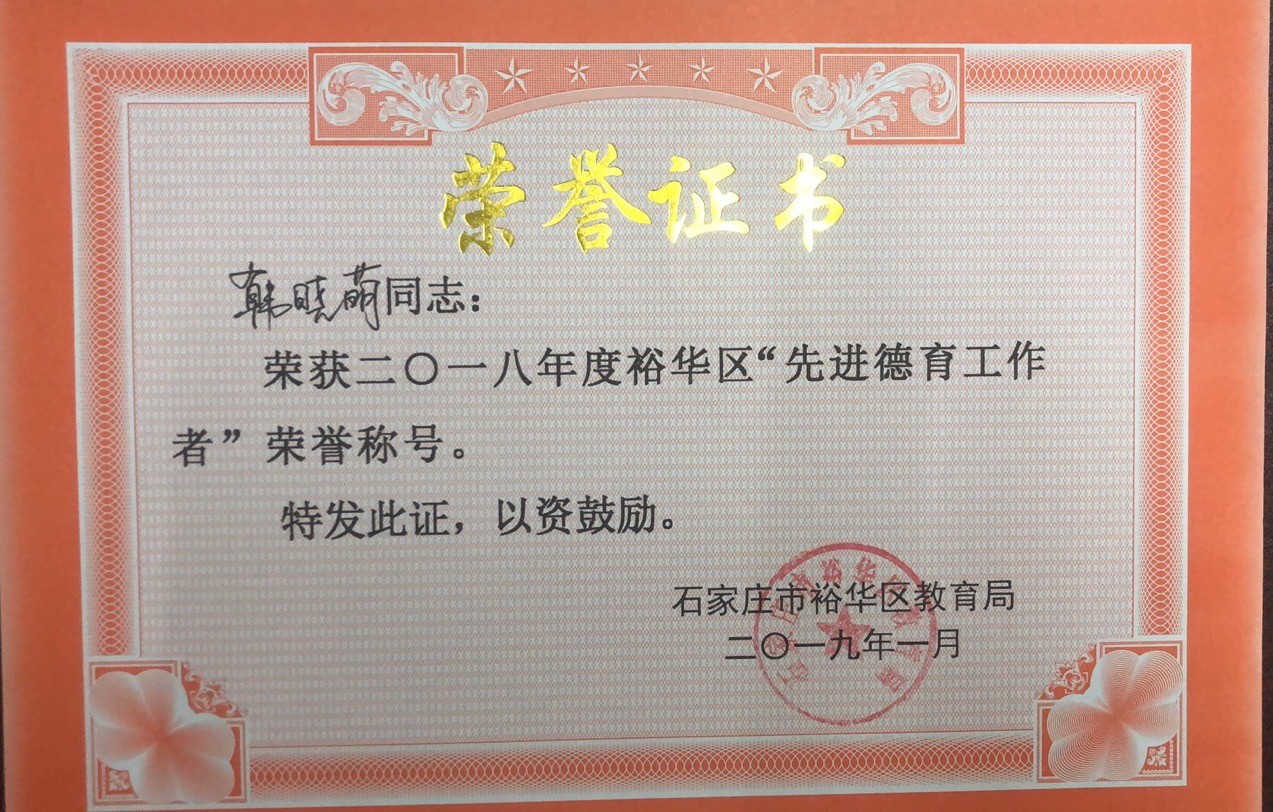 荣誉证书
韩晓萌同志：
荣获二〇一八年度裕华区“先进德育工作
者”荣誉称号。
特发此证，以资鼓励。
石家庄市裕华区教育局
二〇一九年一月